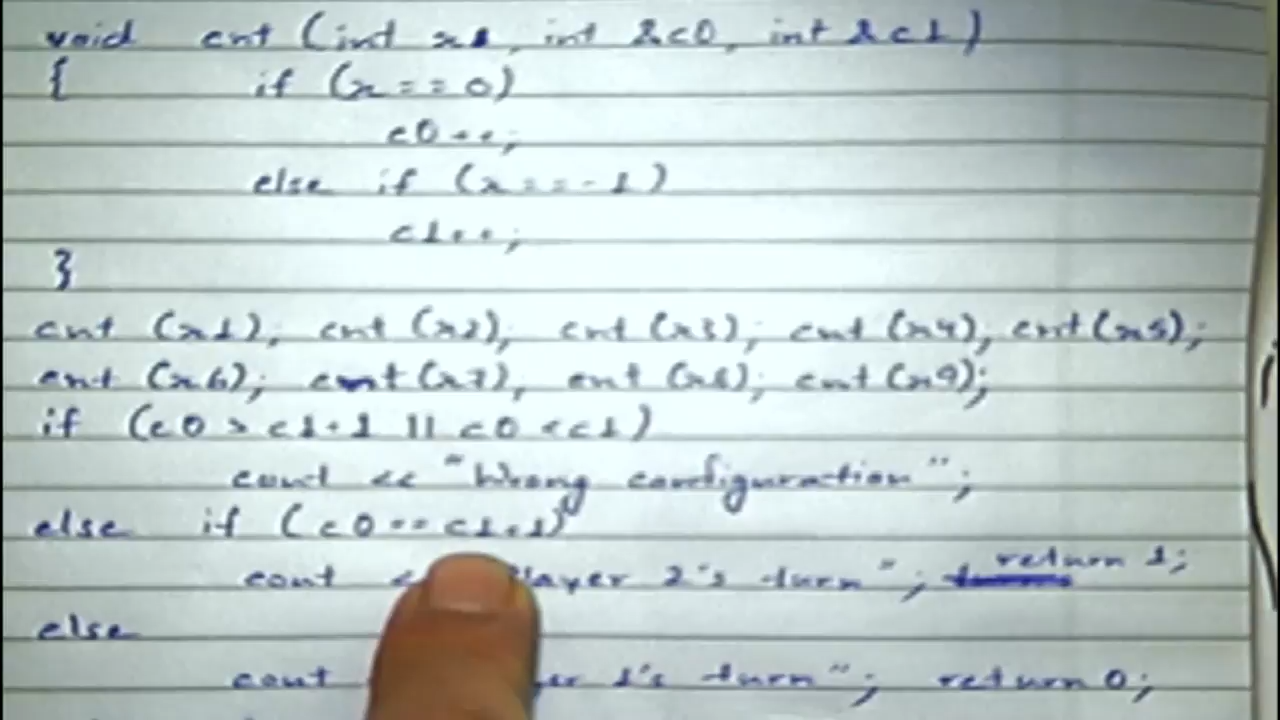 void cnt (int x, int &c0, int &c1)
{ if (x == 0)
c0++;
else if (x == -1)
c1++;
}
cnt (x1); cnt (x2); cnt (x3); cnt (x4); cnt (x5);
cnt (x6); cnt (x7); cnt (x8); cnt (x9);
if (c0 > c1+1 || c0 < c1)
cout << "Wrong configuration";
else if (c0 == c1+1)
cout < layer 2's turn"; return 1;
else
cout er 1's turn"; return 0;